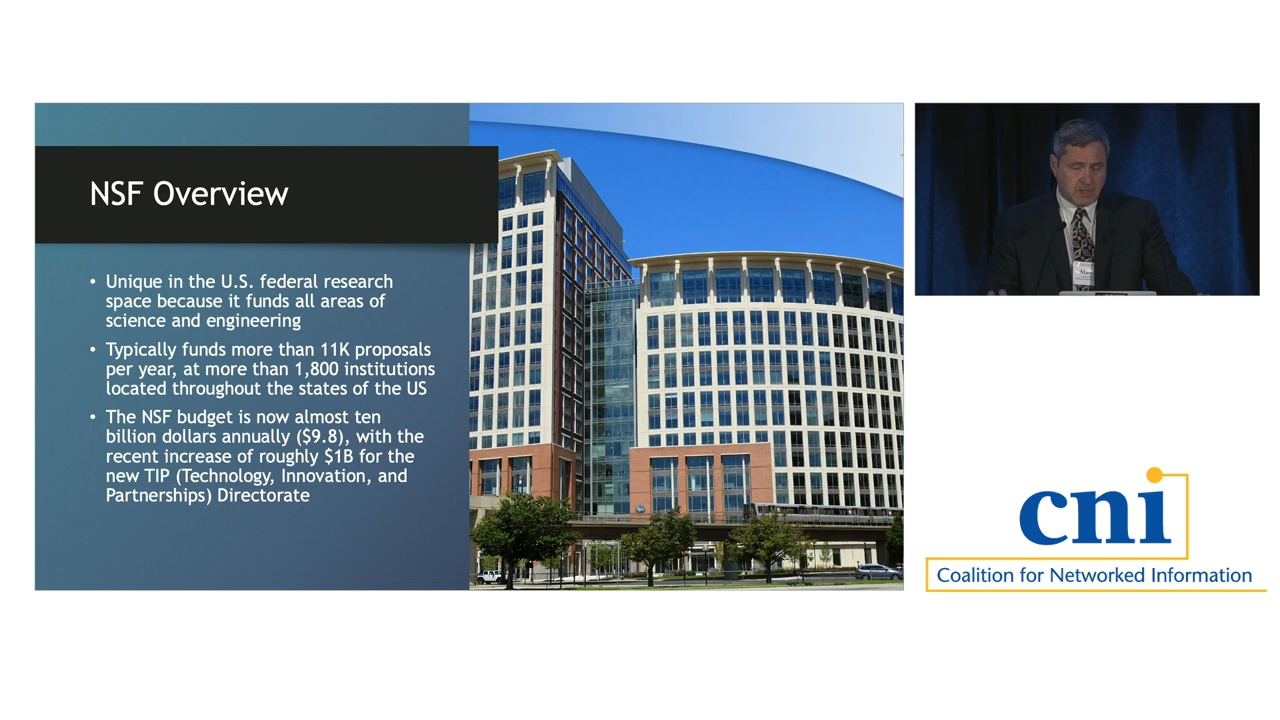 NSF Overview
• Unique in the U.S. federal research
space because it funds all areas of
science and engineering
• Typically funds more than 11K proposals
per year, at more than 1,800 institutions
located throughout the states of the US
• The NSF budget is now almost ten
billion dollars annually ($9.8), with the
recent increase of roughly $1B for the
new TIP (Technology, Innovation, and
Partnerships) Directorate
cni
Coalition for Networked Information